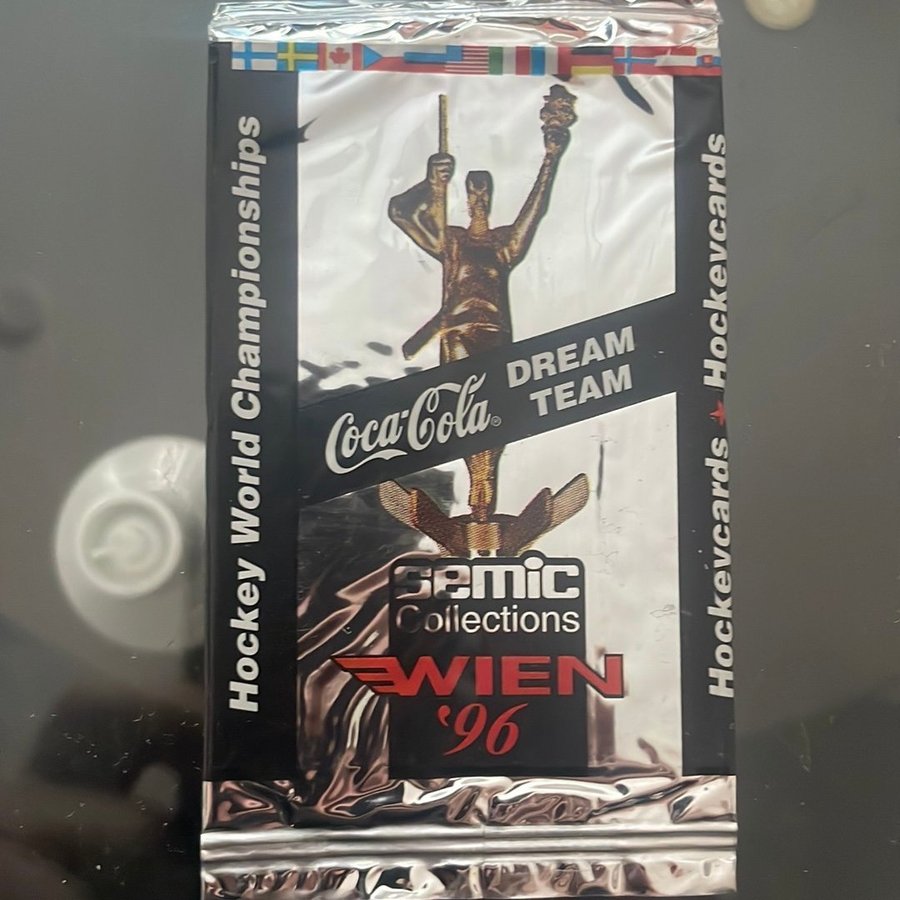 Hockey World Championships
Coca-Cola®
DREAM
TEAM
semic
Collections
WIEN
'96
Hockeycards ★ Hockeycards